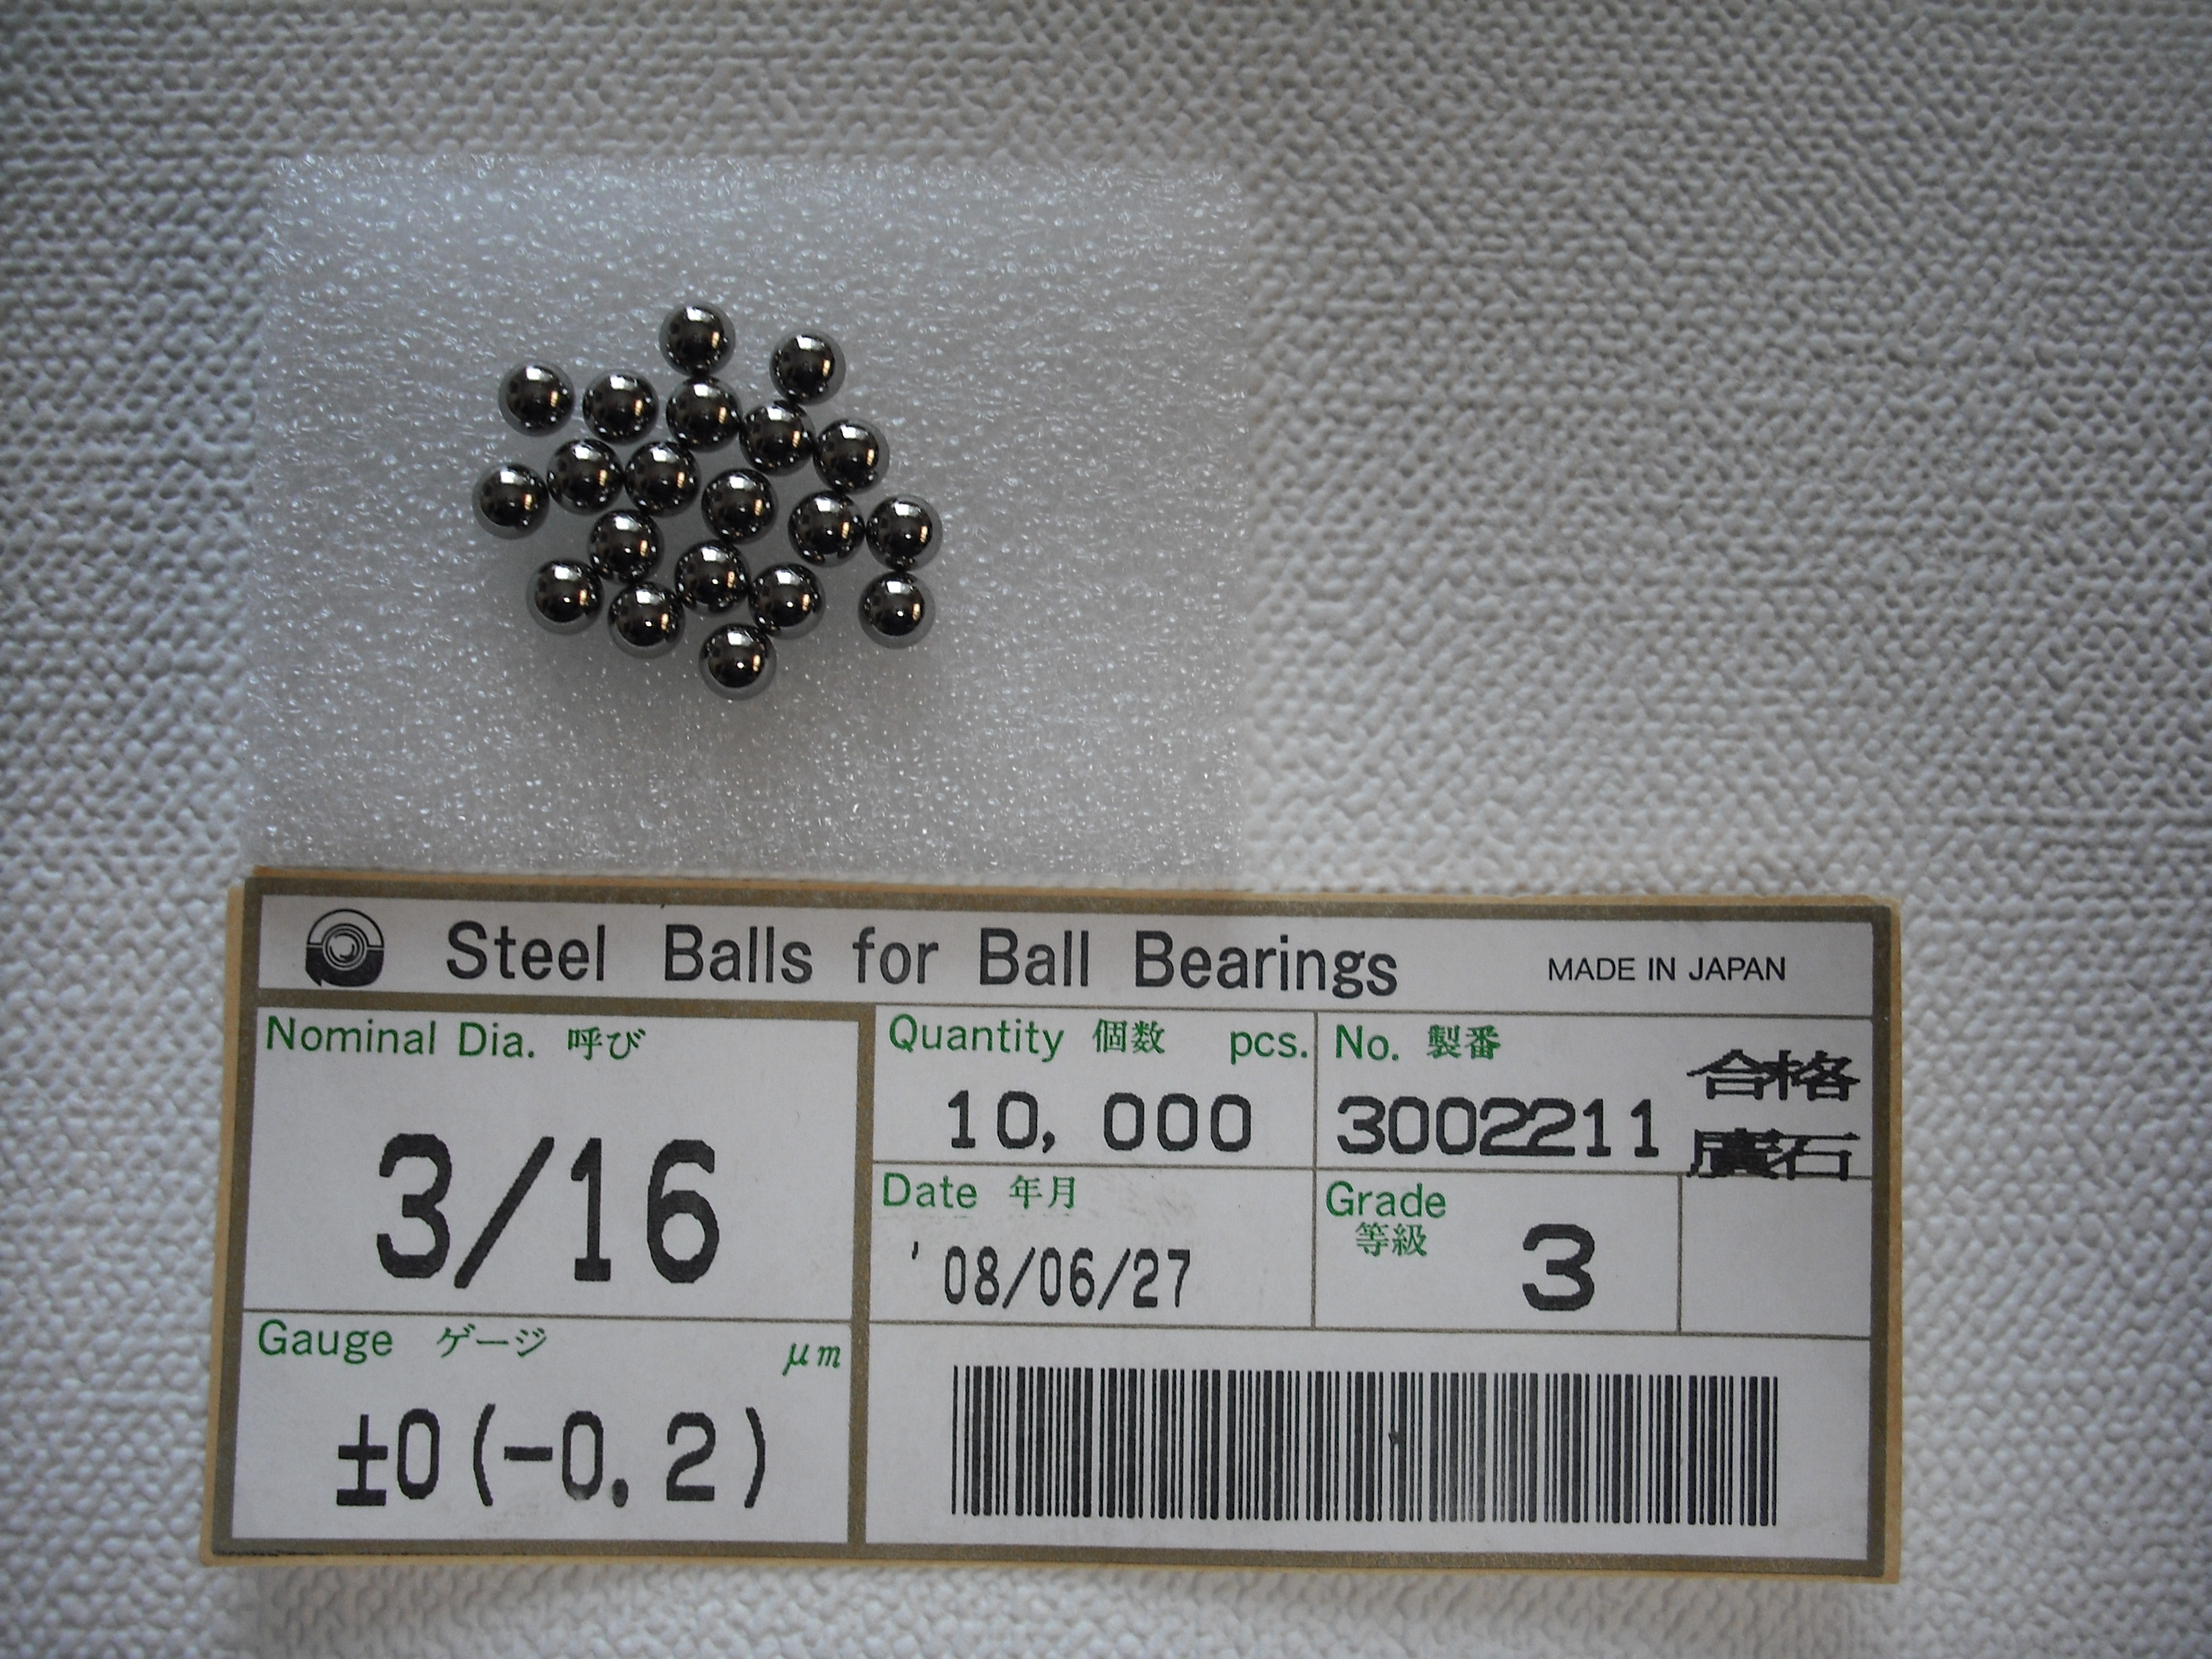 Steel Balls for Ball Bearings MADE IN JAPAN
Nominal Dia. 呼び
3/16
Quantity 個数 pcs.
10,000
No. 製番
3002211
合格
廣石
Date 年月
'08/06/27
Grade
等級
3
Gauge ゲージ μm
±0(-0.2)